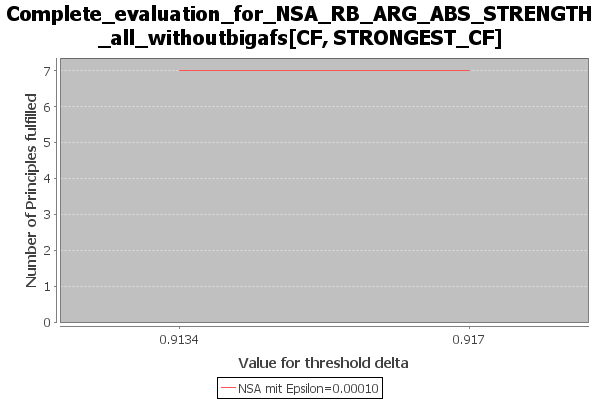 Complete_evaluation_for_NSA_RB_ARG_ABS_STRENGTH
_all_withoutbigafs[CF, STRONGEST_CF]
Number of Principles fulfilled
7
6
5
4
3
2
1
0
0.9134 0.917
Value for threshold delta
NSA mit Epsilon=0.00010